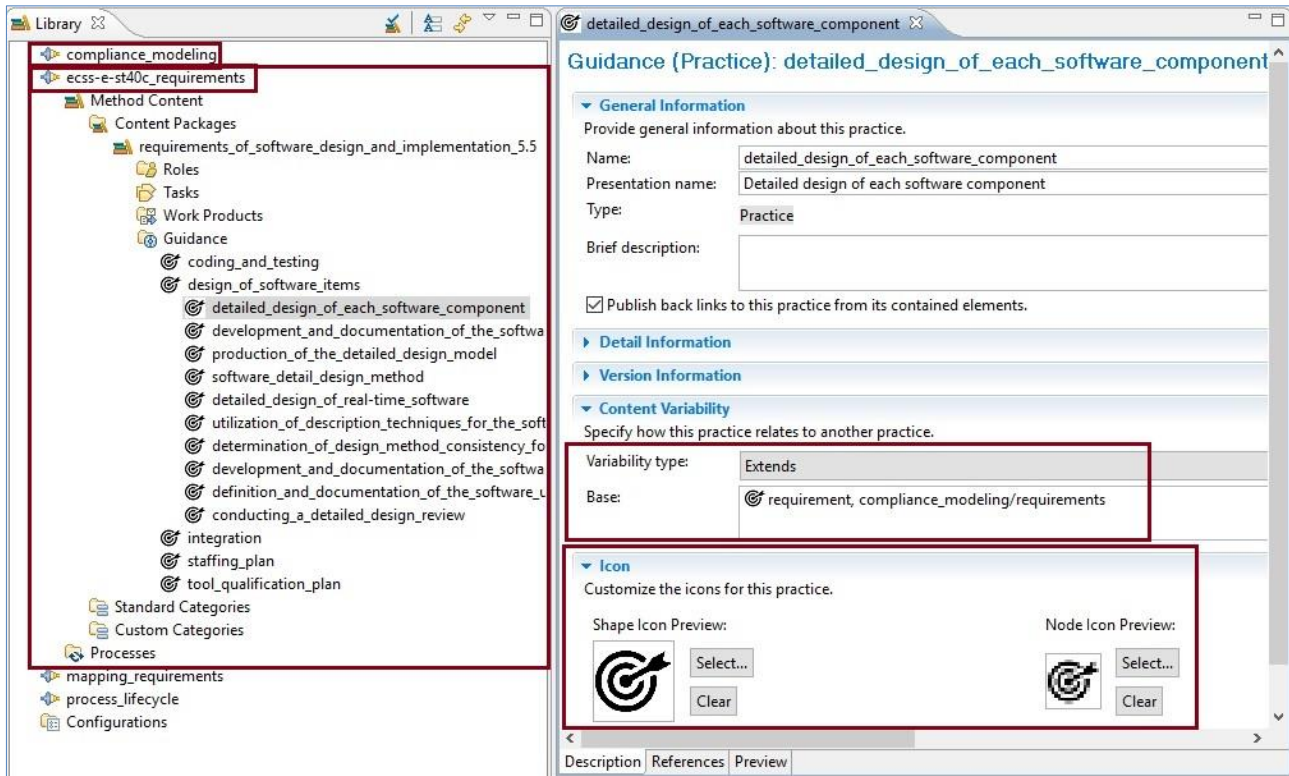 Library
compliance_modeling
ecss-e-st40c_requirements
Method Content
Content Packages
requirements_of_software_design_and_implementation_5.5
Roles
Tasks
Work Products
Guidance
coding_and_testing
design_of_software_items
detailed_design_of_each_software_component
development_and_documentation_of_the_softwa
production_of_the_detailed_design_model
software_detail_design_method
detailed_design_of_real-time_software
utilization_of_description_techniques_for_the_soft
determination_of_design_method_consistency_fo
development_and_documentation_of_the_softwa
definition_and_documentation_of_the_software_u
conducting_a_detailed_design_review
integration
staffing_plan
tool_qualification_plan
Standard Categories
Custom Categories
Processes
mapping_requirements
process_lifecycle
Configurations
detailed_design_of_each_software_component
Guidance (Practice): detailed_design_of_each_software_component
General Information
Provide general information about this practice.
Name: detailed_design_of_each_software_component
Presentation name: Detailed design of each software component
Type: Practice
Brief description:
Publish back links to this practice from its contained elements.
Detail Information
Version Information
Content Variability
Specify how this practice relates to another practice.
Variability type: Extends
Base: requirement, compliance_modeling/requirements
Icon
Customize the icons for this practice.
Shape Icon Preview: Node Icon Preview:
Select... Select...
Clear Clear
Description References Preview